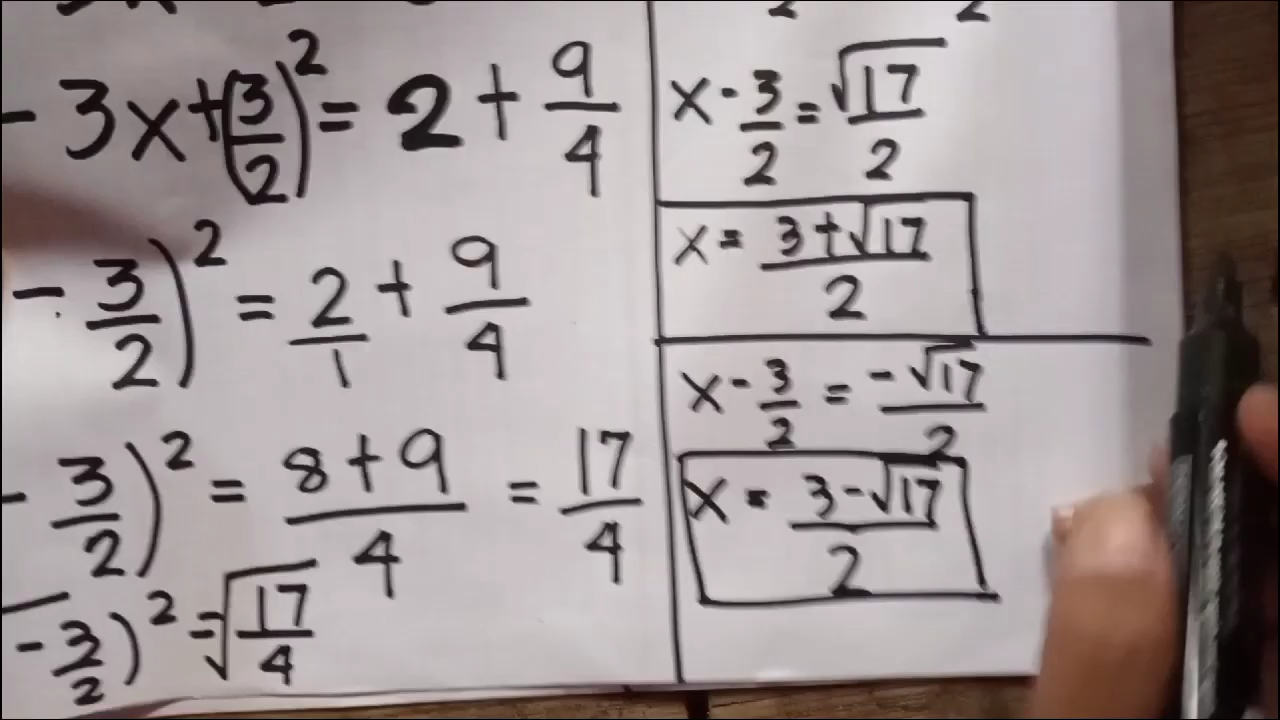 - 3x + (3/2)² = 2 + 9/4
- 3/2)² = 2/1 + 9/4
- 3/2)² = 8+9/4 = 17/4
- 3/2)² = √17/4
2 2
x - 3/2 = √17/2
x = 3+√17/2
x - 3/2 = -√17/2
x = 3-√17/2